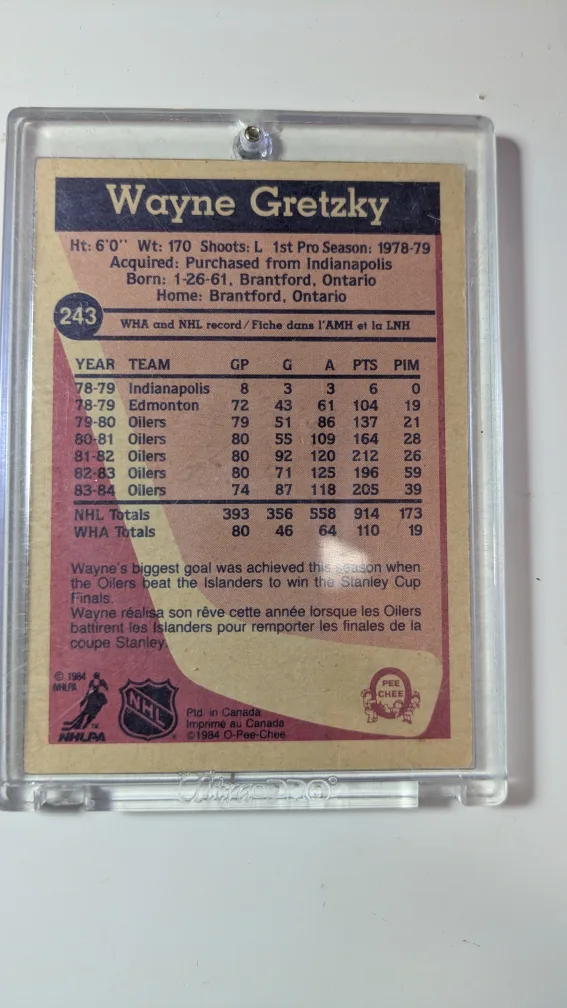 Wayne Gretzky
Ht: 6'0" Wt: 170 Shoots: L 1st Pro Season: 1978-79
Acquired: Purchased from Indianapolis
Born: 1-26-61, Brantford, Ontario
Home: Brantford, Ontario
243
WHA and NHL record/Fiche dans l'AMH et la LNH
YEAR TEAM GP G A PTS PIM
78-79 Indianapolis 8 3 3 6 0
78-79 Edmonton 72 43 61 104 19
79-80 Oilers 79 51 86 137 21
80-81 Oilers 80 55 109 164 28
81-82 Oilers 80 92 120 212 26
82-83 Oilers 80 71 125 196 59
83-84 Oilers 74 87 118 205 39
NHL Totals 393 356 558 914 173
WHA Totals 80 46 64 110 19
Wayne's biggest goal was achieved this season when
the Oilers beat the Islanders to win the Stanley Cup
Finals.
Wayne réalisa son rêve cette année lorsque les Oilers
battirent les Islanders pour remporter les finales de la
coupe Stanley.
© 1984
NHLPA
NHLPA
NHL
Ptd. in Canada
Imprimé au Canada
©1984 O-Pee-Chee
PEE
CHEE
UltraPRO